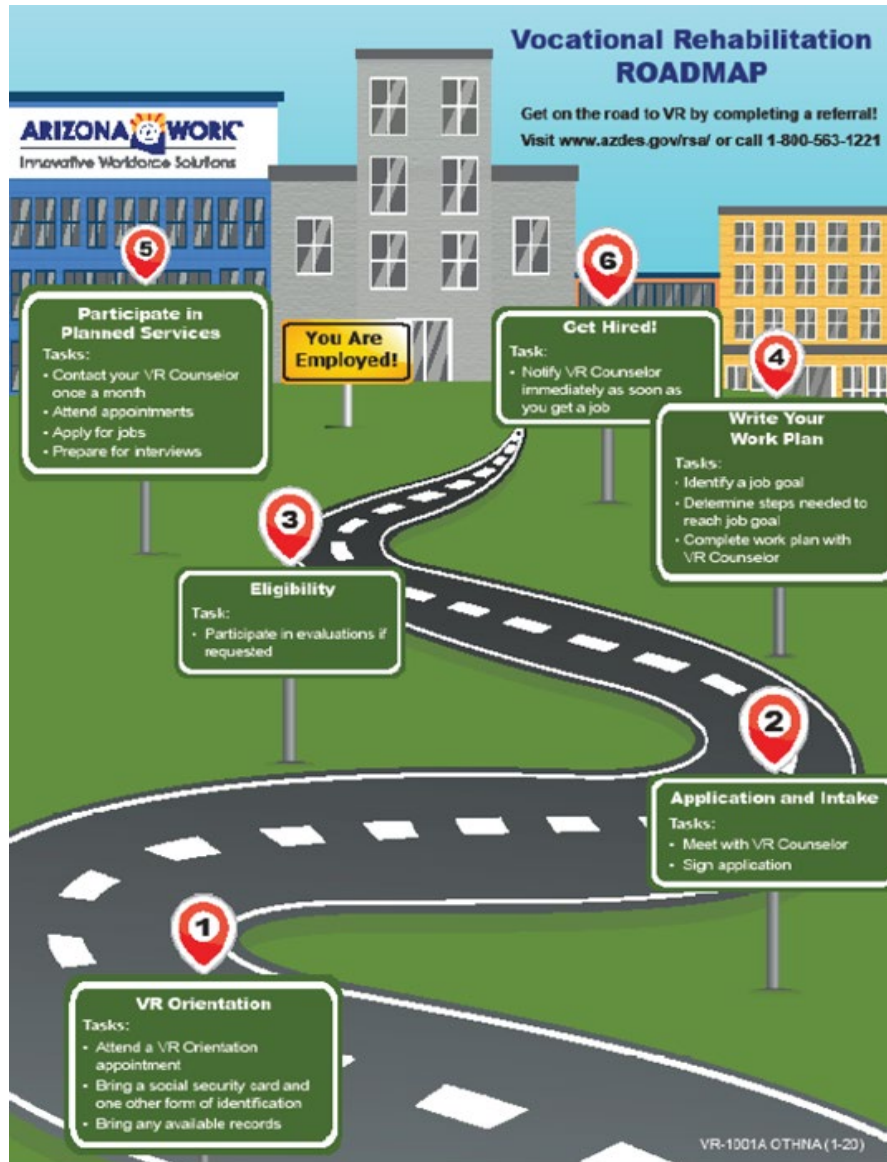 Vocational Rehabilitation
ROADMAP
Get on the road to VR by completing a referral!
Visit www.azdes.gov/rsa/ or call 1-800-563-1221
ARIZONA WORK
Innovative Workforce Solutions
5
Participate in
Planned Services
Tasks:
• Contact your VR Counselor
once a month
• Attend appointments
• Apply for jobs
• Prepare for interviews
You Are
Employed!
6
Get Hired!
Task:
• Notify VR Counselor
immediately as soon as
you get a job
4
Write Your
Work Plan
Tasks:
• Identify a job goal
• Determine steps needed to
reach job goal
• Complete work plan with
VR Counselor
3
Eligibility
Task:
• Participate in evaluations if
requested
2
Application and Intake
Tasks:
• Meet with VR Counselor
• Sign application
1
VR Orientation
Tasks:
• Attend a VR Orientation
appointment
• Bring a social security card and
one other form of identification
• Bring any available records
VR-1001A OTHNA (1-20)